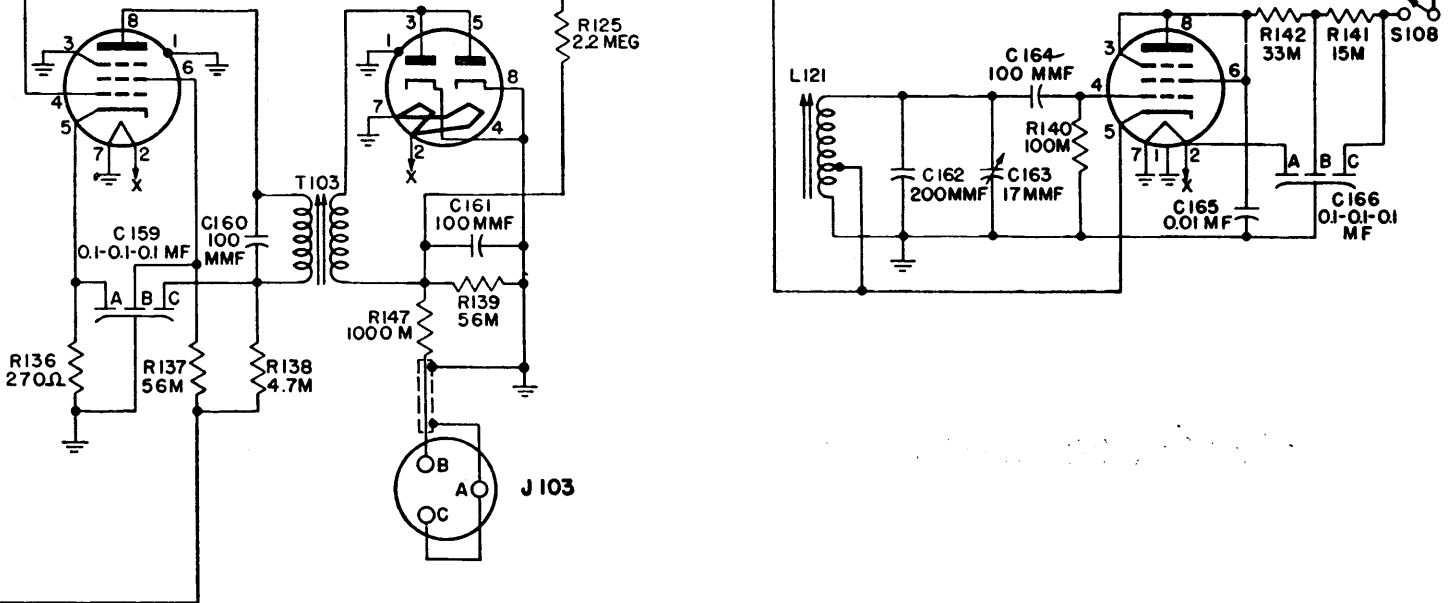 8
3
1
6
4
5
7
2
X
C159
0.1-0.1-0.1 MF
A B C
C160
100
MMF
T103
R136
270Ω
R137
56M
R138
4.7M
3
5
1
8
7
4
2
X
R125
2.2 MEG
C161
100 MMF
R139
56M
R147
1000 M
B
A
C
J 103
L121
C162
200MMF
C163
17MMF
C164
100 MMF
R140
100M
8
3
6
4
5
7
1
2
X
R142
33M
R141
15M
S108
A B C
C165
0.01 MF
C166
0.1-0.1-0.1
MF